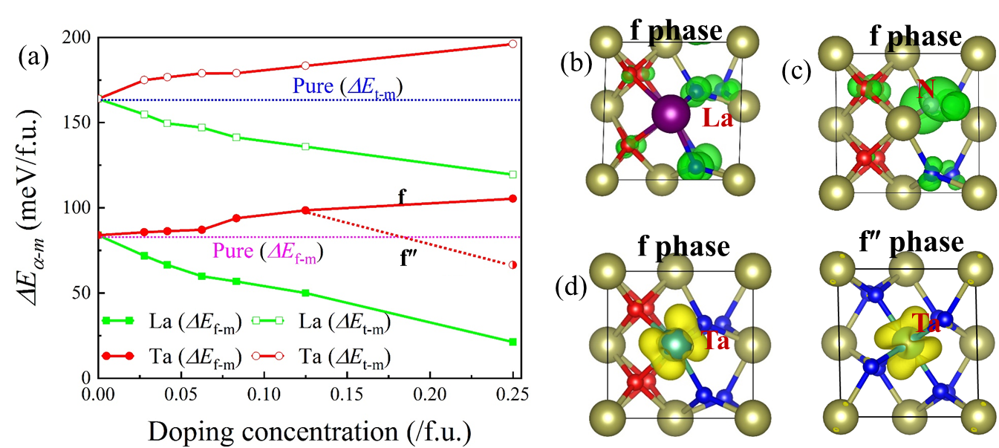 (a)
ΔEα-m (meV/f.u.)
200
150
100
50
0
Pure (ΔEt-m)
f
Pure (ΔEf-m)
f″
La (ΔEf-m) La (ΔEt-m)
Ta (ΔEf-m) Ta (ΔEt-m)
0.00 0.05 0.10 0.15 0.20 0.25
Doping concentration (/f.u.)
(b)
f phase
La
(c)
f phase
N
(d)
f phase
Ta
f″ phase
Ta